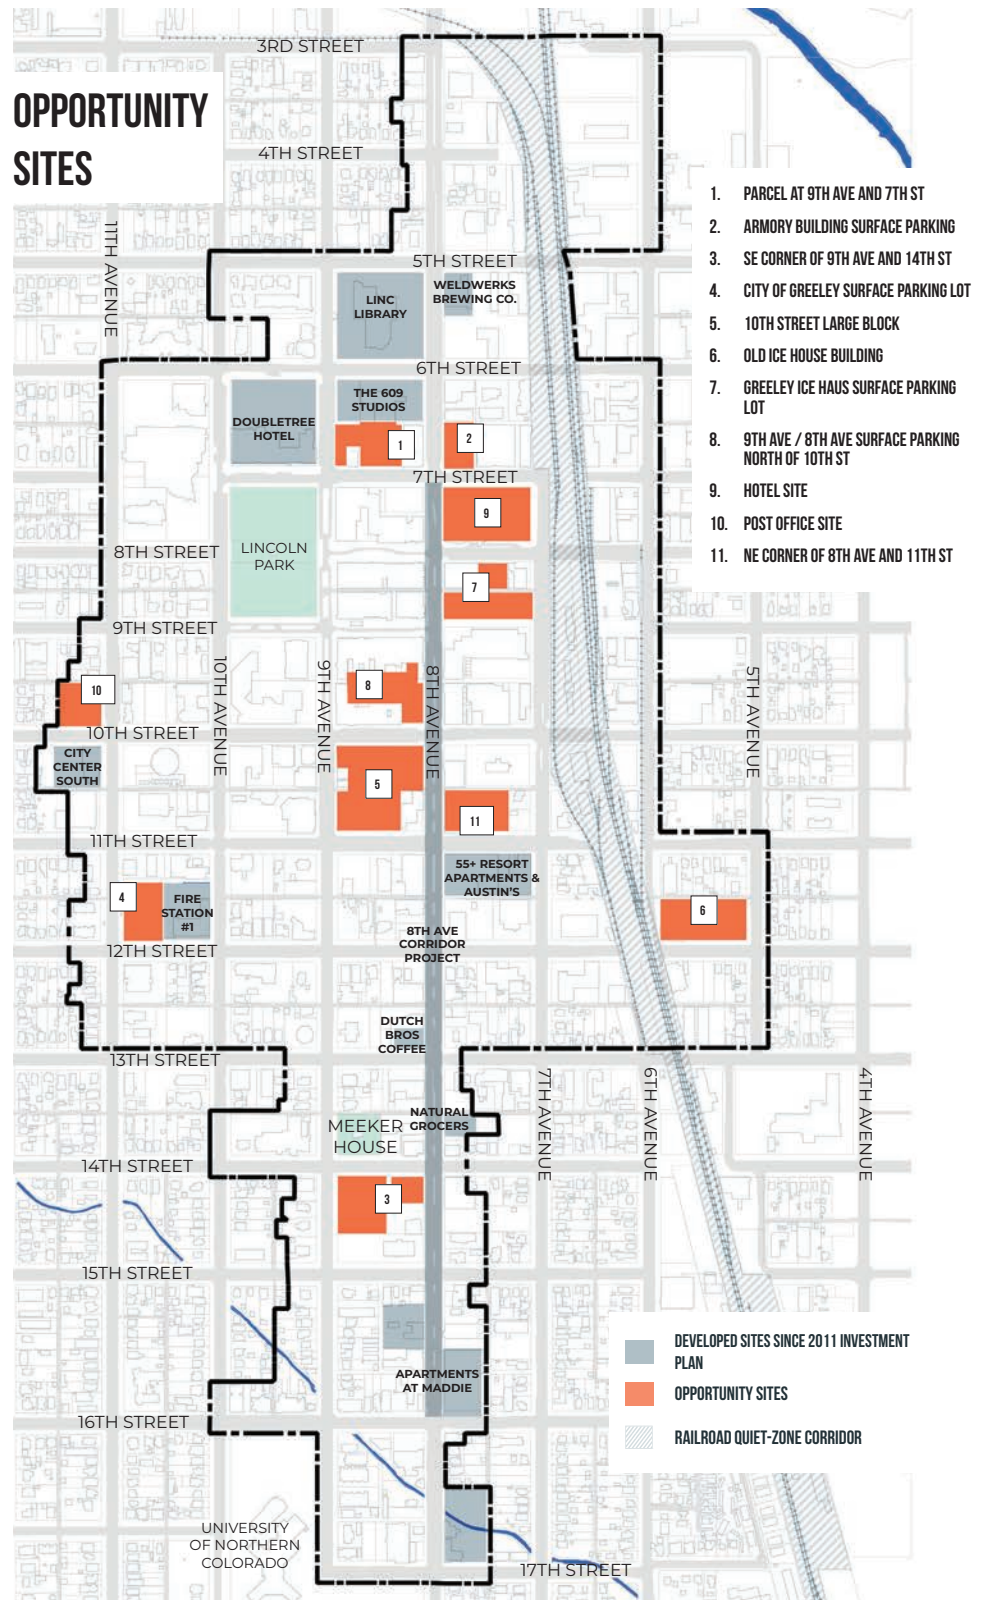 OPPORTUNITY
SITES
3RD STREET
4TH STREET
11TH AVENUE
5TH STREET
1. PARCEL AT 9TH AVE AND 7TH ST
2. ARMORY BUILDING SURFACE PARKING
3. SE CORNER OF 9TH AVE AND 14TH ST
4. CITY OF GREELEY SURFACE PARKING LOT
5. 10TH STREET LARGE BLOCK
6. OLD ICE HOUSE BUILDING
7. GREELEY ICE HAUS SURFACE PARKING
LOT
8. 9TH AVE / 8TH AVE SURFACE PARKING
NORTH OF 10TH ST
9. HOTEL SITE
10. POST OFFICE SITE
11. NE CORNER OF 8TH AVE AND 11TH ST
LINC
LIBRARY
WELDWERKS
BREWING CO.
6TH STREET
THE 609
STUDIOS
DOUBLETREE
HOTEL
1
2
7TH STREET
9
8TH STREET
LINCOLN
PARK
7
9TH STREET
10TH AVENUE
9TH AVENUE
8TH AVENUE
5TH AVENUE
8
10
10TH STREET
CITY
CENTER
SOUTH
5
11
11TH STREET
55+ RESORT
APARTMENTS &
AUSTIN'S
4
FIRE
STATION
#1
6
12TH STREET
8TH AVE
CORRIDOR
PROJECT
DUTCH
BROS
COFFEE
13TH STREET
7TH AVENUE
6TH AVENUE
4TH AVENUE
NATURAL
GROCERS
MEEKER
HOUSE
14TH STREET
3
15TH STREET
APARTMENTS
AT MADDIE
16TH STREET
DEVELOPED SITES SINCE 2011 INVESTMENT
PLAN
OPPORTUNITY SITES
RAILROAD QUIET-ZONE CORRIDOR
UNIVERSITY
OF NORTHERN
COLORADO
17TH STREET